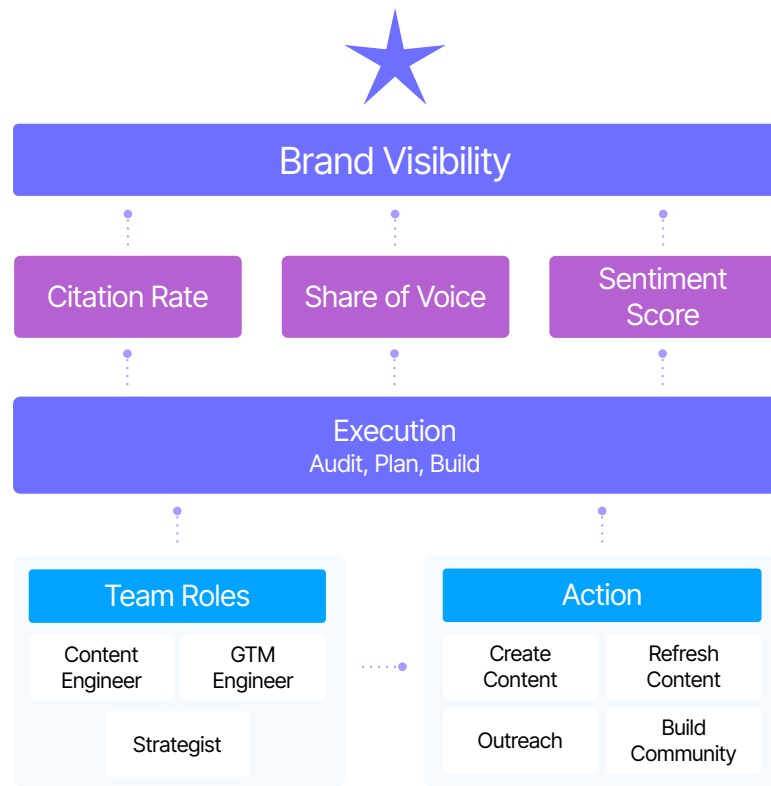 Brand Visibility
Citation Rate
Share of Voice
Sentiment
Score
Execution
Audit, Plan, Build
Team Roles
Content
Engineer
GTM
Engineer
Strategist
Action
Create
Content
Refresh
Content
Outreach
Build
Community